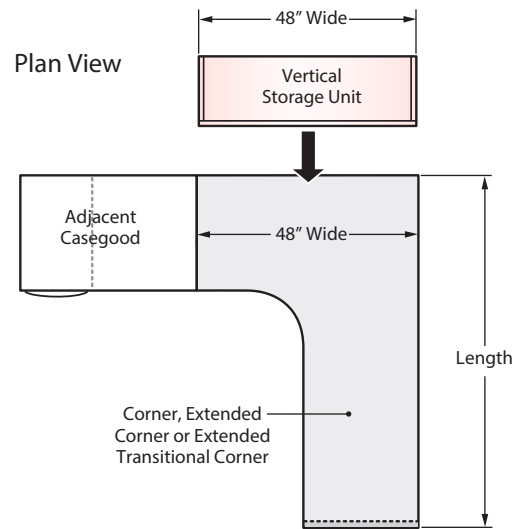 48” Wide
Plan View
Vertical
Storage Unit
Adjacent
Casegood
48” Wide
Length
Corner, Extended
Corner or Extended
Transitional Corner